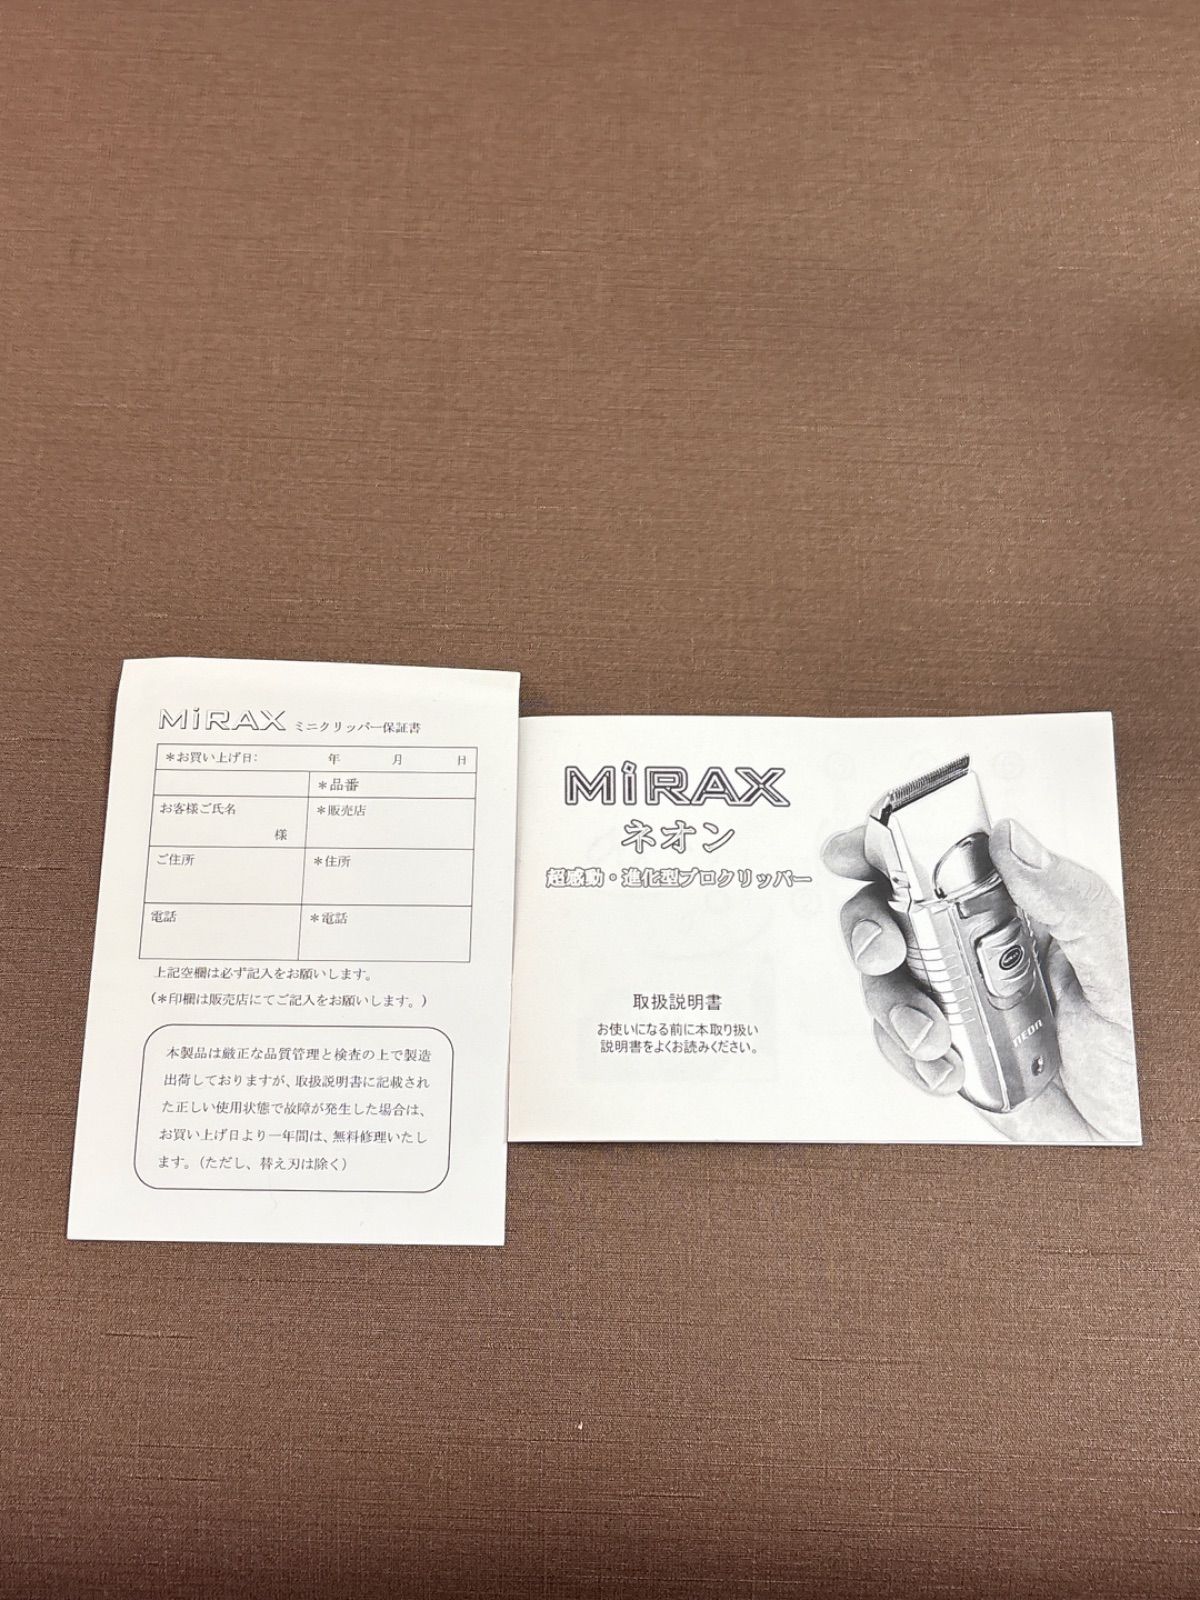 MiRAX ミニクリッパー保証書
＊お買い上げ日: 年 月 日
＊品番
お客様ご氏名 ＊販売店
様
ご住所 ＊住所
電話 ＊電話
上記空欄は必ず記入をお願いします。
(＊印欄は販売店にてご記入をお願いします。)
本製品は厳正な品質管理と検査の上で製造
出荷しておりますが、取扱説明書に記載され
た正しい使用状態で故障が発生した場合は、
お買い上げ日より一年間は、無料修理いたし
ます。(ただし、替え刃は除く)
MiRAX
ネオン
超感動・進化型プロクリッパー
取扱説明書
お使いになる前に本取り扱い
説明書をよくお読みください。
NEON